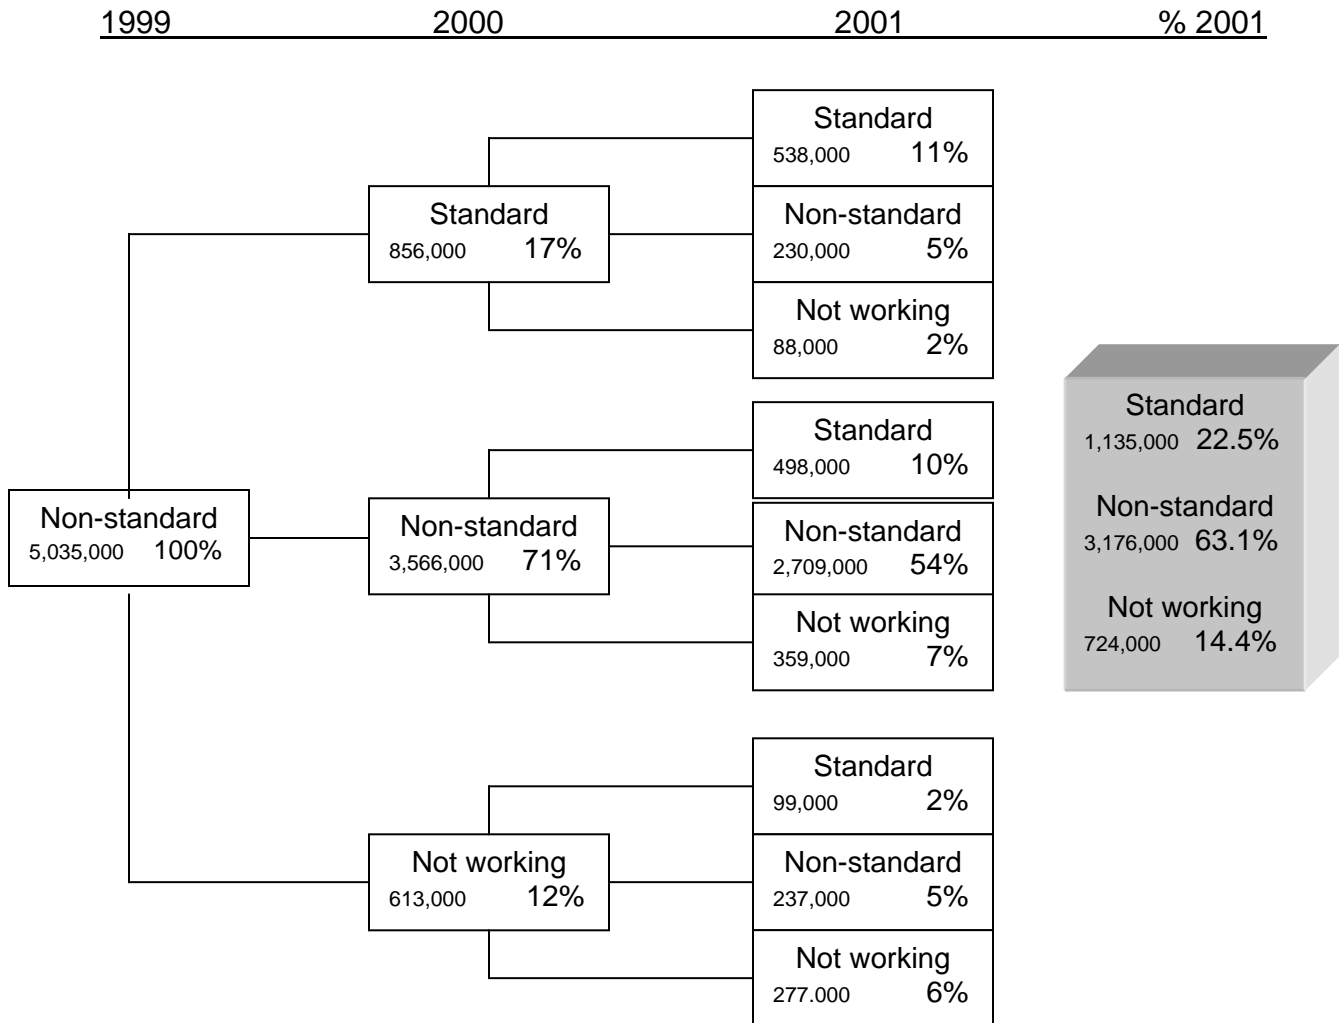 1999 2000 2001 % 2001
Standard
538,000 11%
Standard
856,000 17%
Non-standard
230,000 5%
Not working
88,000 2%
Standard
498,000 10%
Non-standard
5,035,000 100%
Non-standard
3,566,000 71%
Non-standard
2,709,000 54%
Not working
359,000 7%
Standard
1,135,000 22.5%
Non-standard
3,176,000 63.1%
Not working
724,000 14.4%
Standard
99,000 2%
Not working
613,000 12%
Non-standard
237,000 5%
Not working
277.000 6%